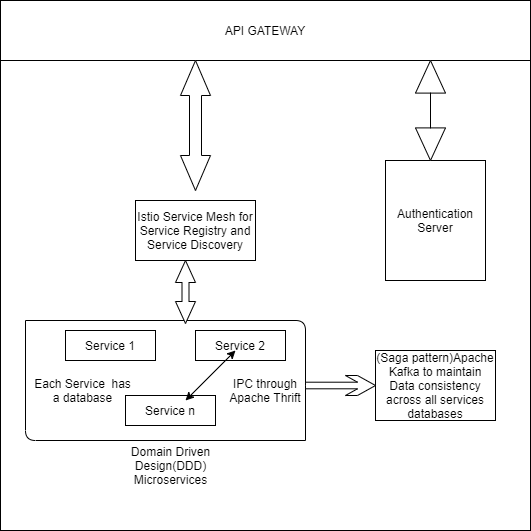 API GATEWAY
Istio Service Mesh for
Service Registry and
Service Discovery
Authentication
Server
Service 1
Service 2
Each Service  has
a database
IPC through
Apache Thrift
Service n
(Saga pattern)Apache
Kafka to maintain
Data consistency
across all services
databases
Domain Driven
Design(DDD)
Microservices